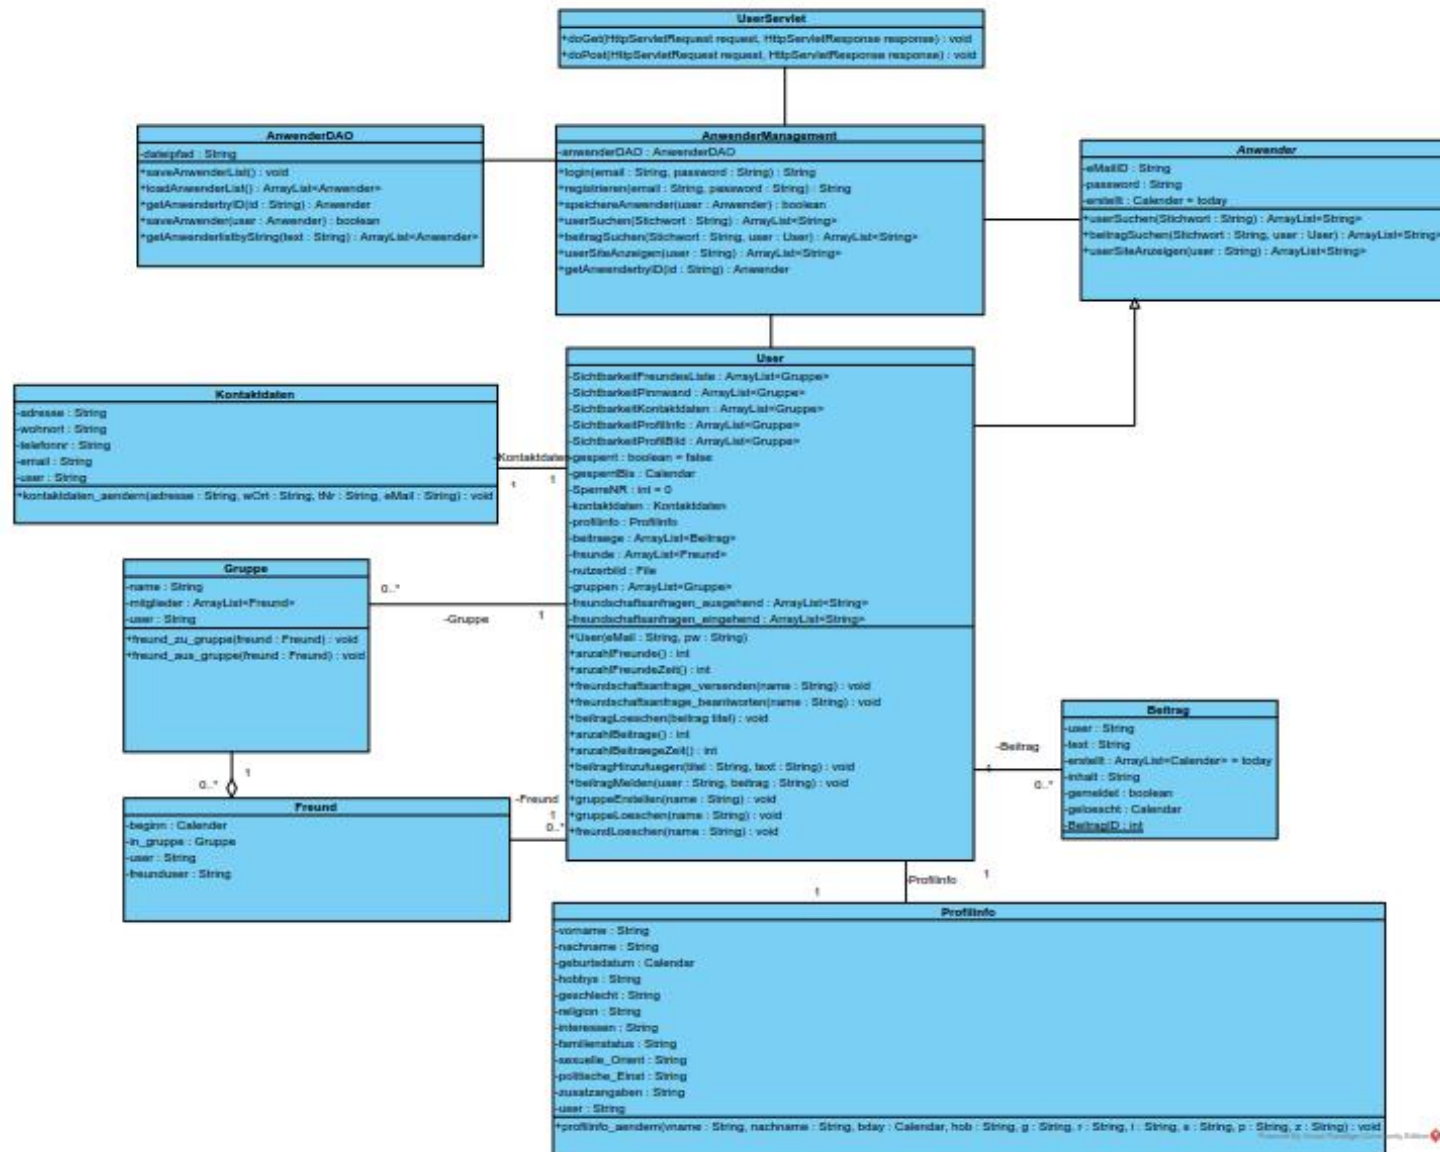 UserServlet
+doGet(HttpServletRequest request, HttpServletResponse response) : void
+doPost(HttpServletRequest request, HttpServletResponse response) : void
AnwenderDAO
-dateipfad : String
+saveAnwenderList() : void
+loadAnwenderList() : ArrayList<Anwender>
+getAnwenderbyID(id : String) : Anwender
+saveAnwender(user : Anwender) : boolean
+getAnwenderlistbyString(text : String) : ArrayList<Anwender>
AnwenderManagement
-anwenderDAO : AnwenderDAO
+login(email : String, password : String) : String
+registrieren(email : String, password : String) : String
+speichereAnwender(user : Anwender) : boolean
+userSuchen(Stichwort : String) : ArrayList<String>
+beitragSuchen(Stichwort : String, user : User) : ArrayList<String>
+userSiteAnzeigen(user : String) : ArrayList<String>
+getAnwenderbyID(id : String) : Anwender
Anwender
-eMailID : String
-password : String
-erstellt : Calender = today
+userSuchen(Stichwort : String) : ArrayList<String>
+beitragSuchen(Stichwort : String, user : User) : ArrayList<String>
+userSiteAnzeigen(user : String) : ArrayList<String>
User
-SichtbarkeitFreundesListe : ArrayList<Gruppe>
-SichtbarkeitPinnwand : ArrayList<Gruppe>
-SichtbarkeitKontaktdaten : ArrayList<Gruppe>
-SichtbarkeitProfilInfo : ArrayList<Gruppe>
-SichtbarkeitProfilBild : ArrayList<Gruppe>
-gesperrt : boolean = false
-gesperrtBis : Calendar
-SperreNR : int = 0
-kontaktdaten : Kontaktdaten
-profilinfo : ProfilInfo
-beitraege : ArrayList<Beitrag>
-freunde : ArrayList<Freund>
-nutzerbild : File
-gruppen : ArrayList<Gruppe>
-freundschaftsanfragen_ausgehend : ArrayList<String>
-freundschaftsanfragen_eingehend : ArrayList<String>
+User(eMail : String, pw : String)
+anzahlFreunde() : int
+anzahlFreundeZeit() : int
+freundschaftsanfrage_versenden(name : String) : void
+freundschaftsanfrage_beantworten(name : String) : void
+beitragLoeschen(beitrag titel) : void
+anzahlBeitrage() : int
+anzahlBeitraegeZeit() : int
+beitragHinzufuegen(titel : String, text : String) : void
+beitragMelden(user : String, beitrag : String) : void
+gruppeErstellen(name : String) : void
+gruppeLoeschen(name : String) : void
+freundLoeschen(name : String) : void
Kontaktdaten
-adresse : String
-wohnort : String
-telefonnr : String
-email : String
-user : String
+kontaktdaten_aendern(adresse : String, wOrt : String, tNr : String, eMail : String) : void
-Kontaktdaten
1
1
Gruppe
-name : String
-mitglieder : ArrayList<Freund>
-user : String
+freund_zu_gruppe(freund : Freund) : void
+freund_aus_gruppe(freund : Freund) : void
0..*
-Gruppe
1
1
0..*
Freund
-beginn : Calender
-in_gruppe : Gruppe
-user : String
-freunduser : String
-Freund
1
0..*
Beitrag
-user : String
-text : String
-erstellt : ArrayList<Calender> = today
-inhalt : String
-gemeldet : boolean
-geloescht : Calendar
-BeitragID : int
-Beitrag
1
0..*
-Profilinfo
1
1
Profilinfo
-vorname : String
-nachname : String
-geburtsdatum : Calendar
-hobbys : String
-geschlecht : String
-religion : String
-interessen : String
-familienstatus : String
-sexuelle_Orient : String
-politische_Einst : String
-zusatzangaben : String
-user : String
+profilinfo_aendern(vname : String, nachname : String, bday : Calendar, hob : String, g : String, r : String, i : String, s : String, p : String, z : String) : void
Powered By Visual Paradigm Community Edition